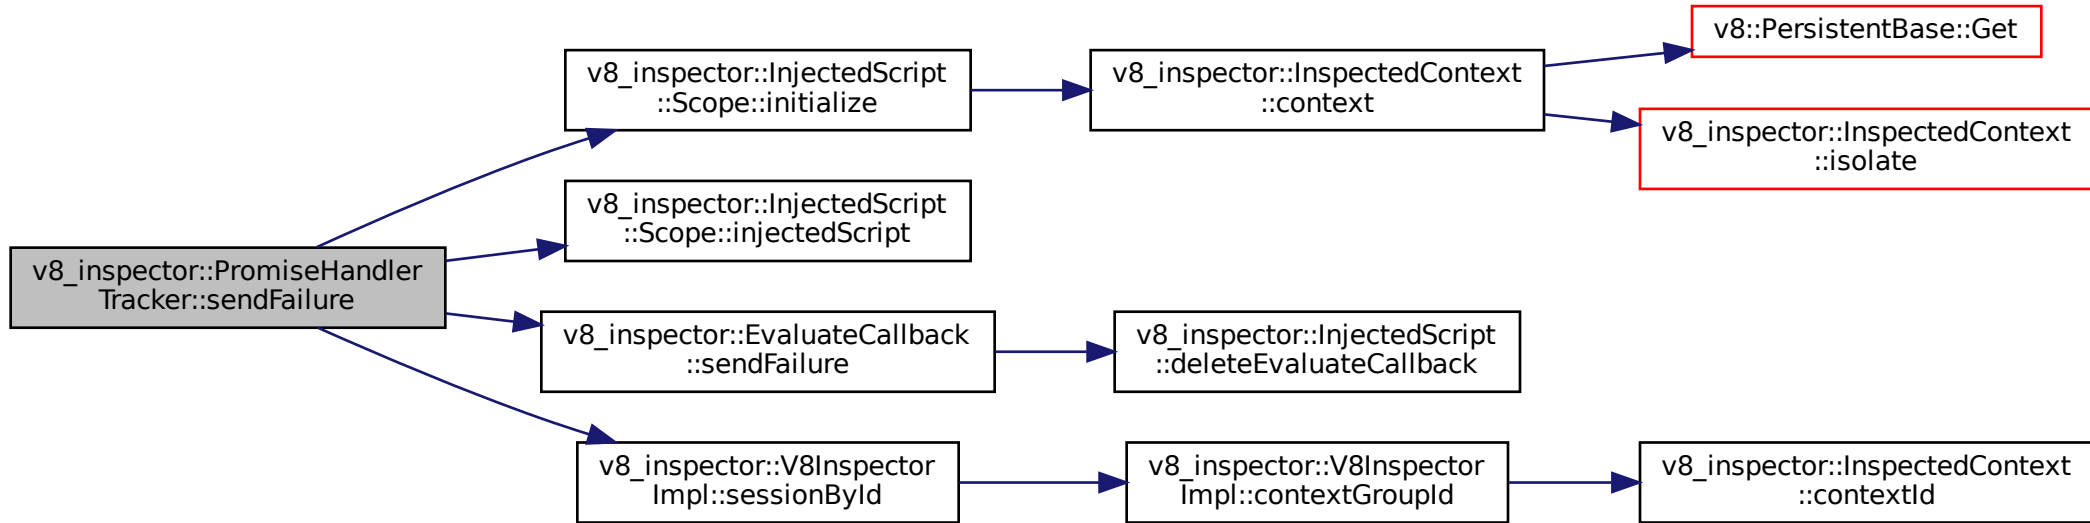 v8_inspector::PromiseHandler
Tracker::sendFailure
v8_inspector::InjectedScript
::Scope::initialize
v8_inspector::InspectedContext
::context
v8::PersistentBase::Get
v8_inspector::InspectedContext
::isolate
v8_inspector::InjectedScript
::Scope::injectedScript
v8_inspector::EvaluateCallback
::sendFailure
v8_inspector::InjectedScript
::deleteEvaluateCallback
v8_inspector::V8Inspector
Impl::sessionById
v8_inspector::V8Inspector
Impl::contextGroupId
v8_inspector::InspectedContext
::contextId